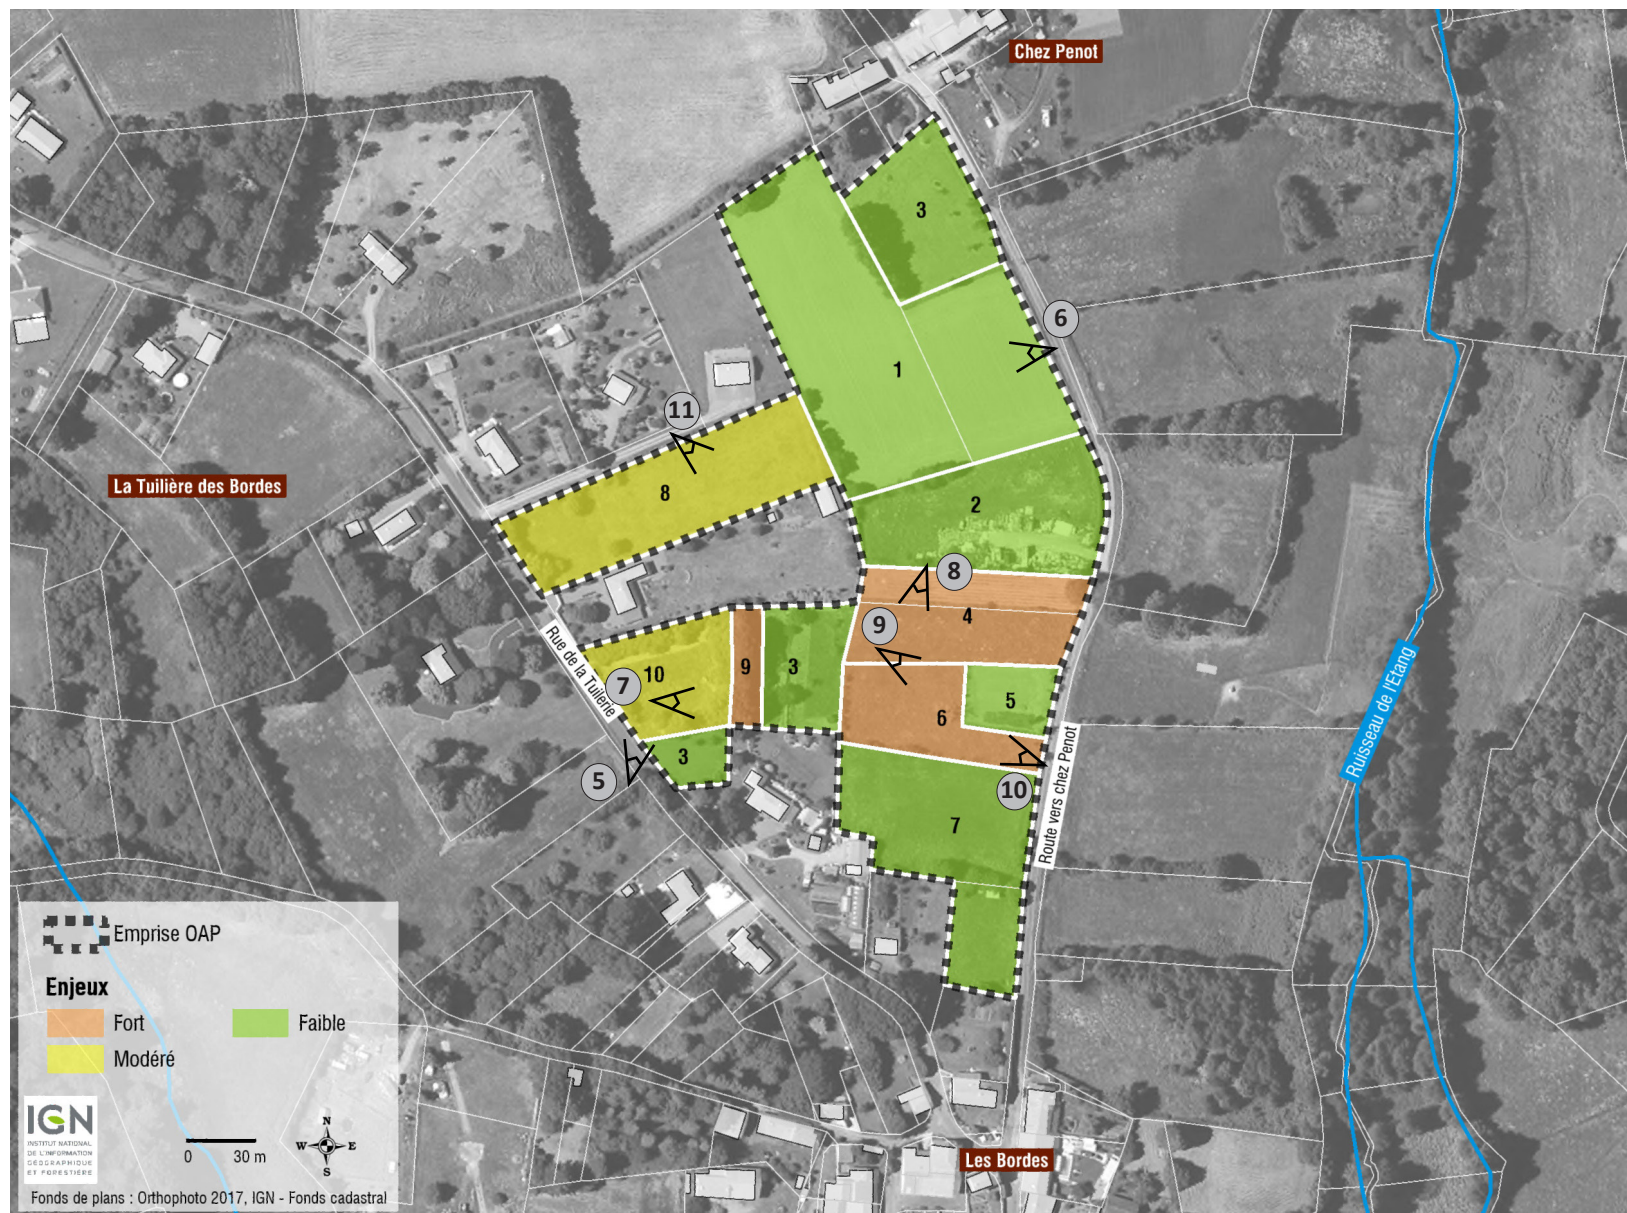 Chez Penot
3
6
1
11
La Tuilière des Bordes
8
2
8
4
9
Rue de la Tuilerie
10
9
3
7
5
6
3
5
10
7
Route vers chez Penot
Ruisseau de l'Etang
Emprise OAP
Enjeux
Fort
Faible
Modéré
IGN
INSTITUT NATIONAL
DE L'INFORMATION
GÉOGRAPHIQUE
ET FORESTIÈRE
N
W E
S
0 30 m
Fonds de plans : Orthophoto 2017, IGN - Fonds cadastral
Les Bordes